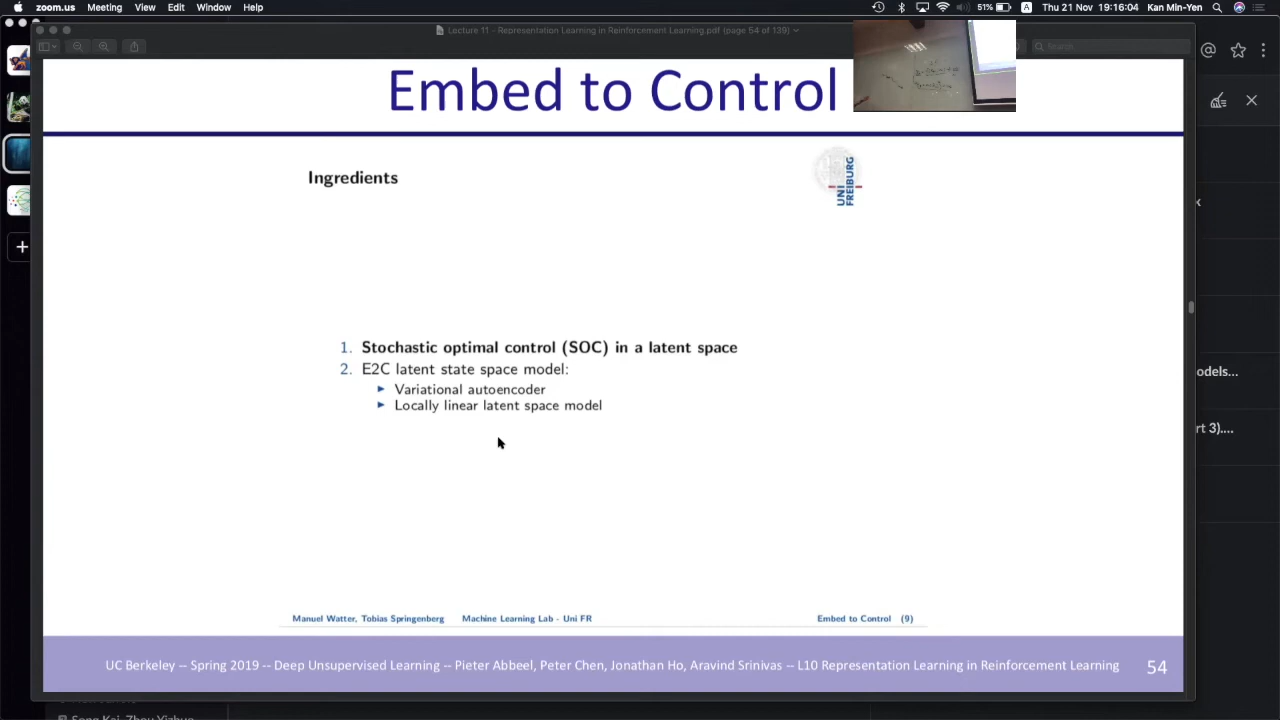 zoom.us Meeting View Edit Window Help 51% Thu 21 Nov 19:16:04 Kan Min-Yen
Lecture 11 - Representation Learning in Reinforcement Learning.pdf (page 54 of 139)
Search
Embed to Control
Ingredients
UNI
FREIBURG
1. Stochastic optimal control (SOC) in a latent space
2. E2C latent state space model:
Variational autoencoder
Locally linear latent space model
odels...
rt 3)....
Manuel Watter, Tobias Springenberg Machine Learning Lab - Uni FR Embed to Control (9)
UC Berkeley -- Spring 2019 -- Deep Unsupervised Learning -- Pieter Abbeel, Peter Chen, Jonathan Ho, Aravind Srinivas -- L10 Representation Learning in Reinforcement Learning 54